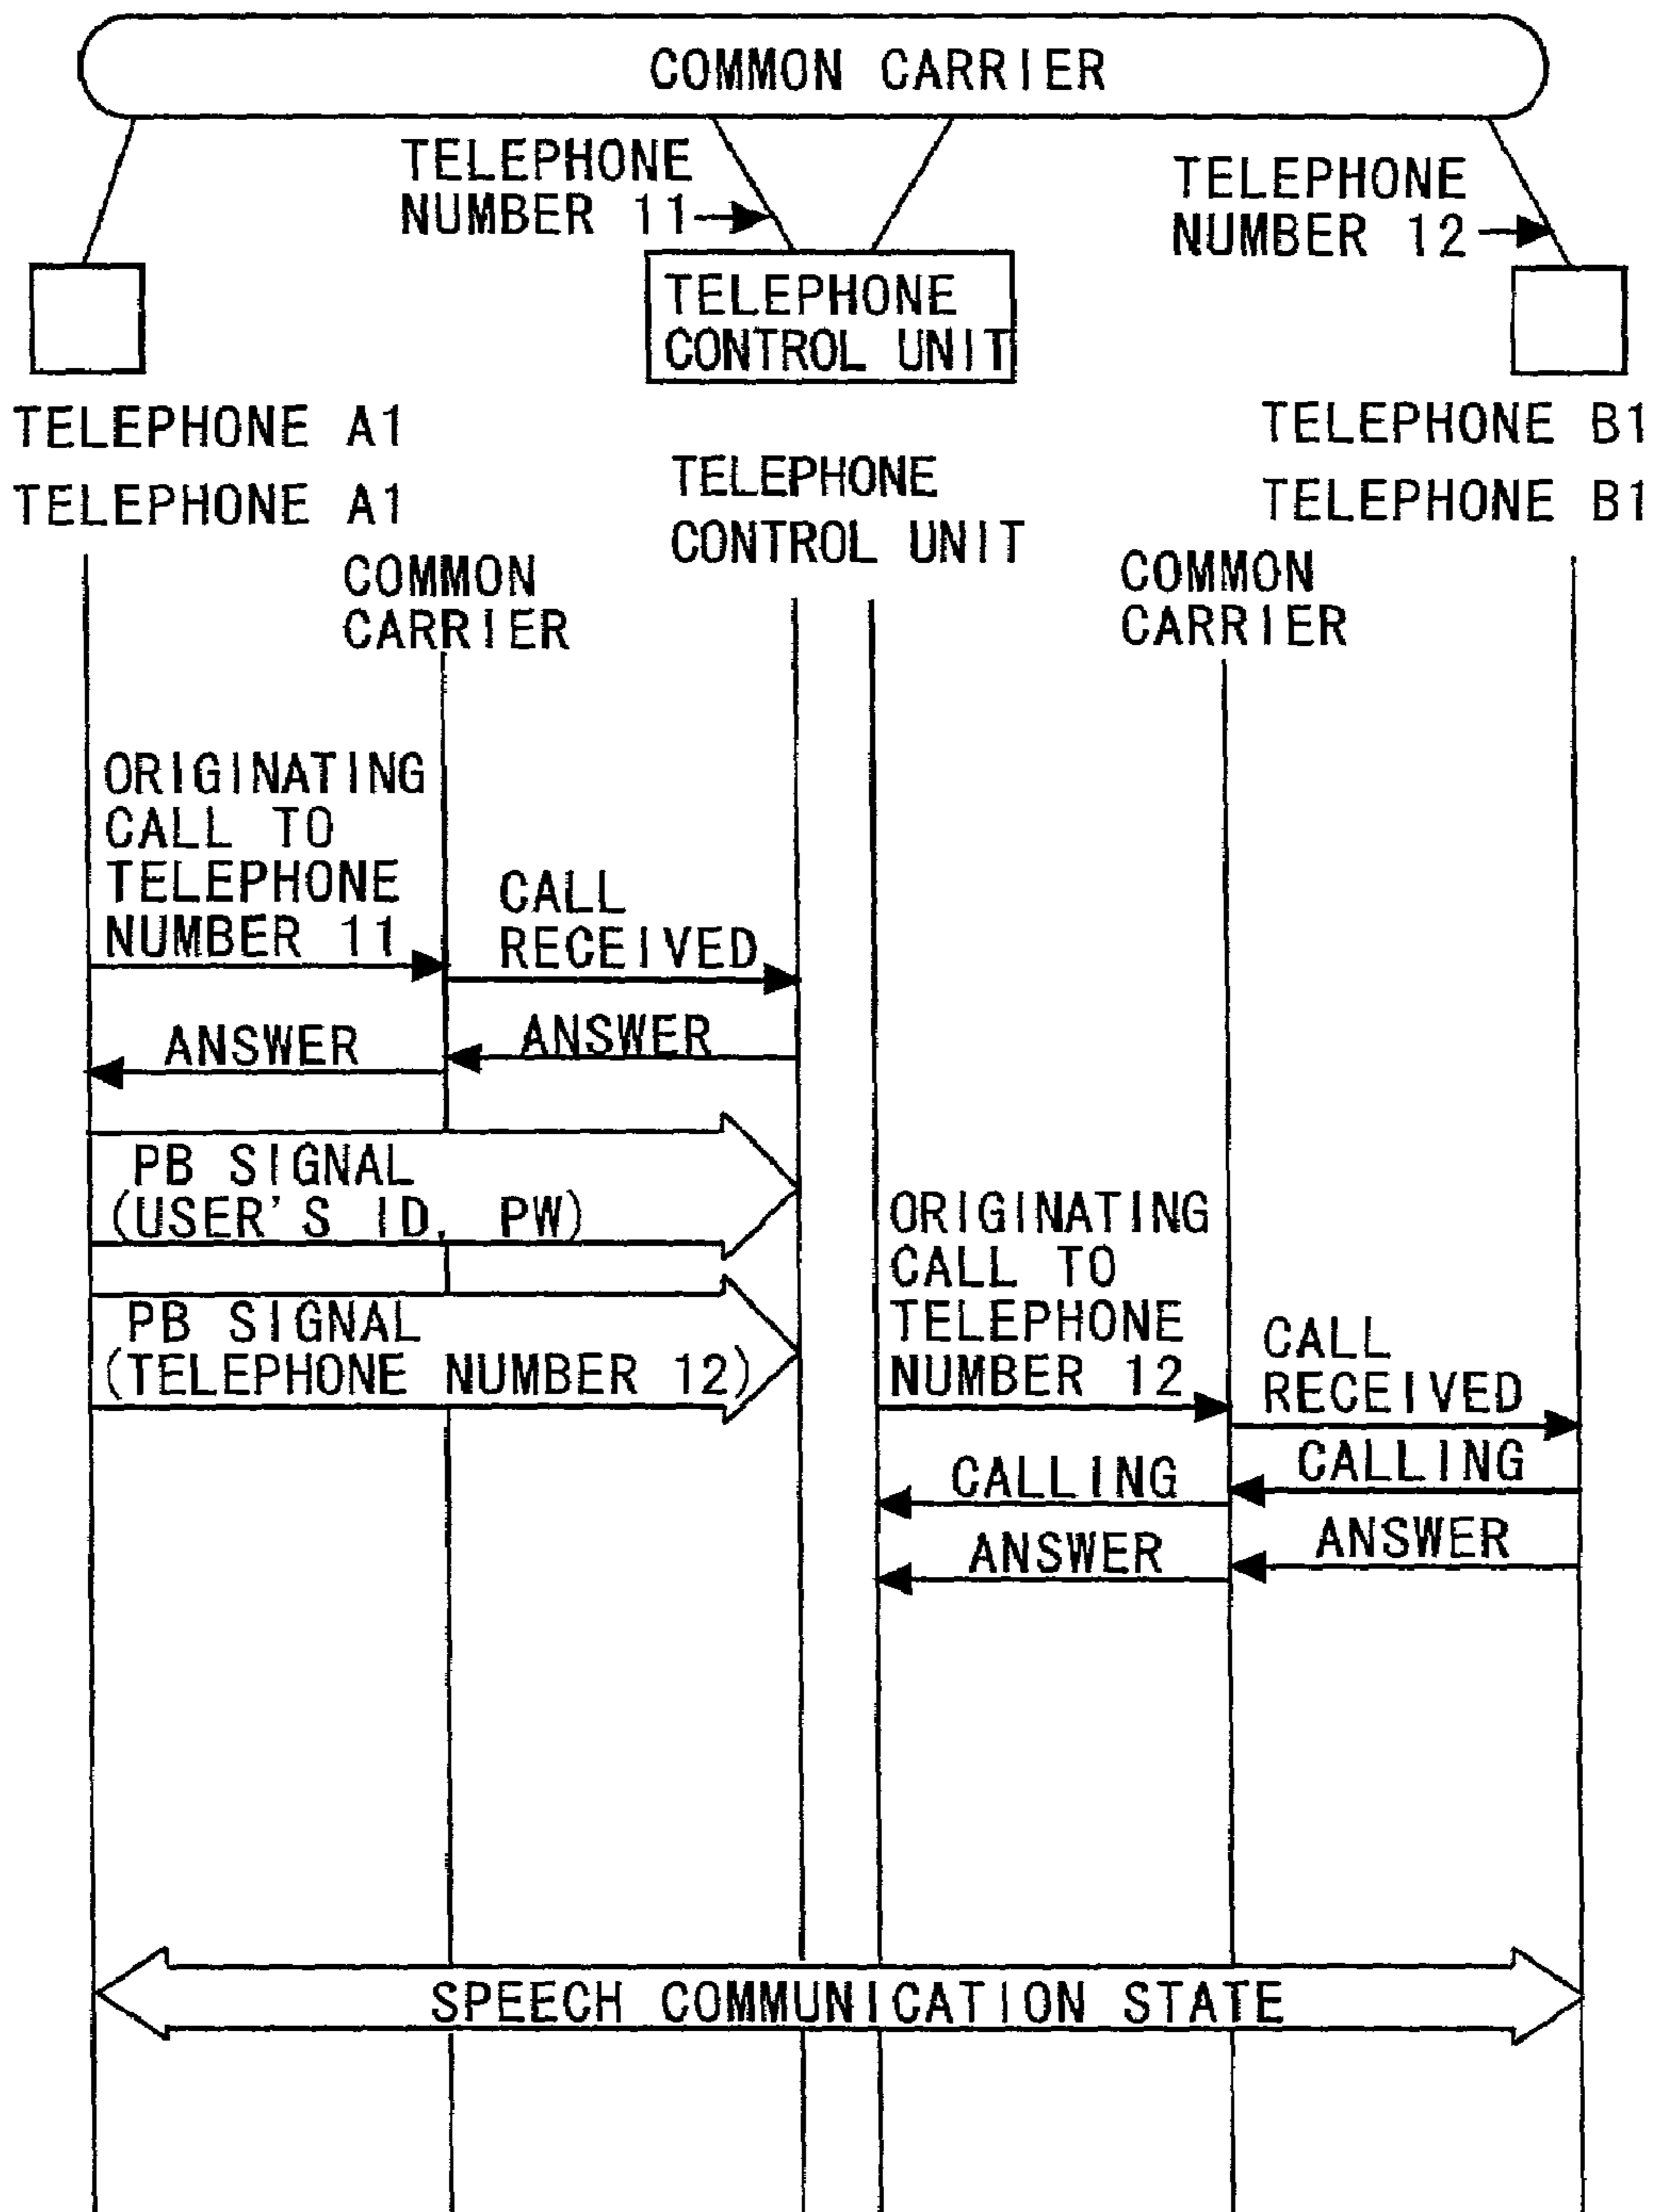 COMMON CARRIER
TELEPHONE
NUMBER 11
TELEPHONE
NUMBER 12
TELEPHONE
CONTROL UNIT
TELEPHONE A1
TELEPHONE B1
TELEPHONE A1
TELEPHONE
CONTROL UNIT
TELEPHONE B1
COMMON
CARRIER
COMMON
CARRIER
ORIGINATING
CALL TO
TELEPHONE
NUMBER 11
CALL
RECEIVED
ANSWER
ANSWER
PB SIGNAL
(USER'S ID, PW)
PB SIGNAL
(TELEPHONE NUMBER 12)
ORIGINATING
CALL TO
TELEPHONE
NUMBER 12
CALL
RECEIVED
CALLING
CALLING
ANSWER
ANSWER
SPEECH COMMUNICATION STATE